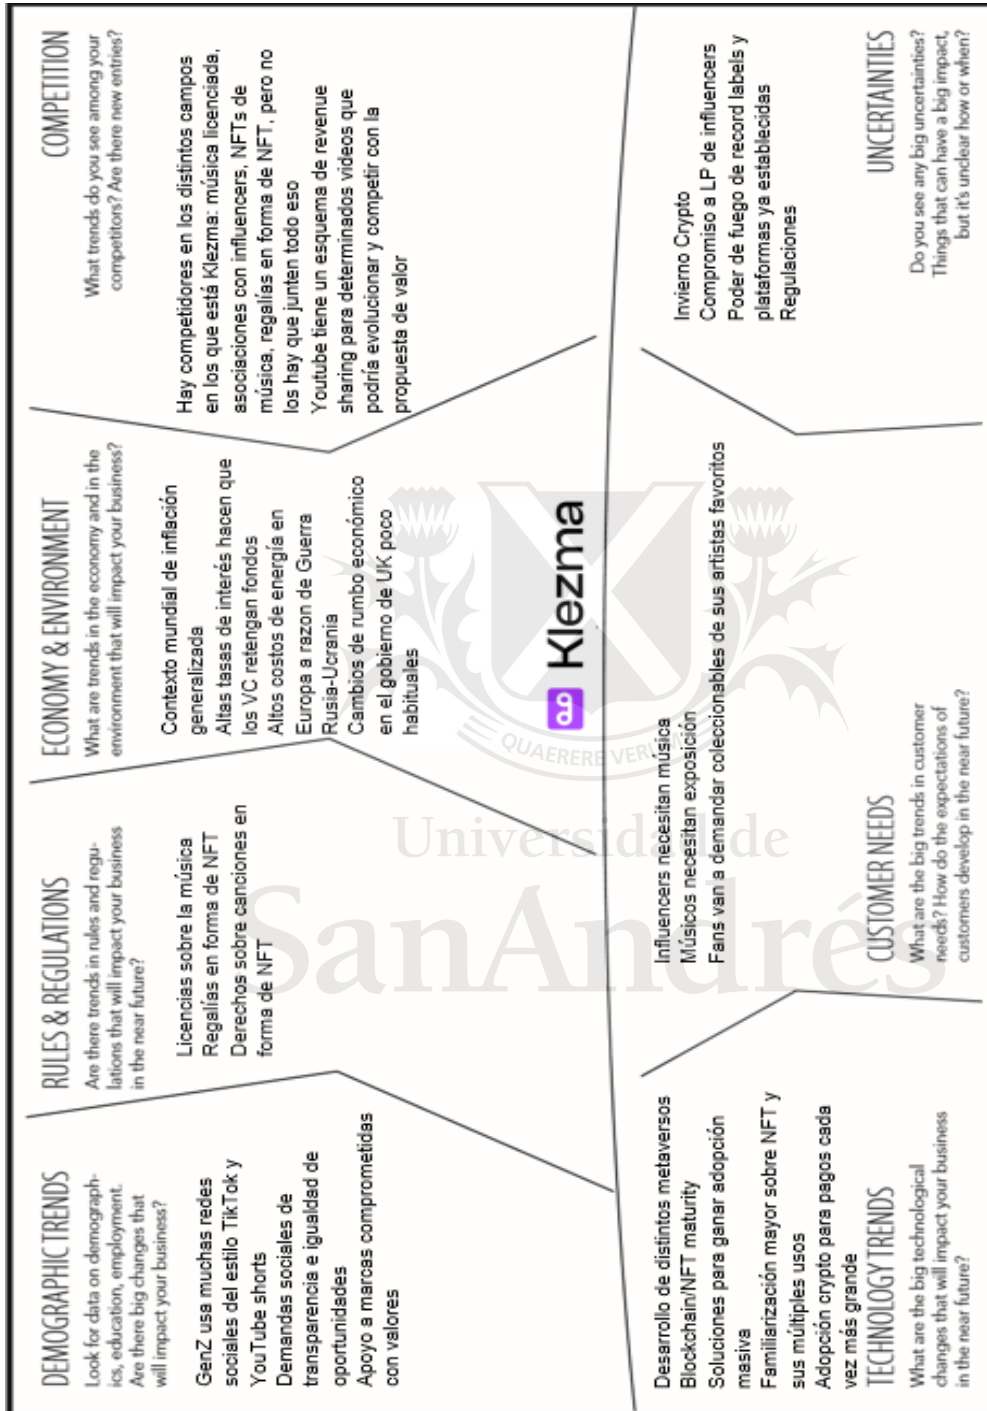 DEMOGRAPHIC TRENDS
Look for data on demograph-
ics, education, employment.
Are there big changes that
will impact your business?
GenZ usa muchas redes
sociales del estilo TikTok y
YouTube shorts
Demandas sociales de
transparencia e igualdad de
oportunidades
Apoyo a marcas comprometidas
con valores
RULES & REGULATIONS
Are there trends in rules and regu-
lations that will impact your business
in the near future?
Licencias sobre la música
Regalías en forma de NFT
Derechos sobre canciones en
forma de NFT
ECONOMY & ENVIRONMENT
What are trends in the economy and in the
environment that will impact your business?
Contexto mundial de inflación
generalizada
Altas tasas de interés hacen que
los VC retengan fondos
Altos costos de energía en
Europa a razon de Guerra
Rusia-Ucrania
Cambios de rumbo económico
en el gobierno de UK poco
habituales
COMPETITION
What trends do you see among your
competitors? Are there new entries?
Hay competidores en los distintos campos
en los que está Klezma: música licenciada,
asociaciones con influencers, NFTs de
música, regalías en forma de NFT, pero no
los hay que junten todo eso
Youtube tiene un esquema de revenue
sharing para determinados videos que
podría evolucionar y competir con la
propuesta de valor
Klezma
Desarrollo de distintos metaversos
Blockchain/NFT maturity
Soluciones para ganar adopción
masiva
Familiarización mayor sobre NFT y
sus múltiples usos
Adopción crypto para pagos cada
vez más grande
TECHNOLOGY TRENDS
What are the big technological
changes that will impact your business
in the near future?
Influencers necesitan música
Músicos necesitan exposición
Fans van a demandar coleccionables de sus artistas favoritos
CUSTOMER NEEDS
What are the big trends in customer
needs? How do the expectations of
customers develop in the near future?
Invierno Crypto
Compromiso a LP de influencers
Poder de fuego de record labels y
plataformas ya establecidas
Regulaciones
UNCERTAINTIES
Do you see any big uncertainties?
Things that can have a big impact,
but it's unclear how or when?
QUAERERE
Universidad de
SanAndrés